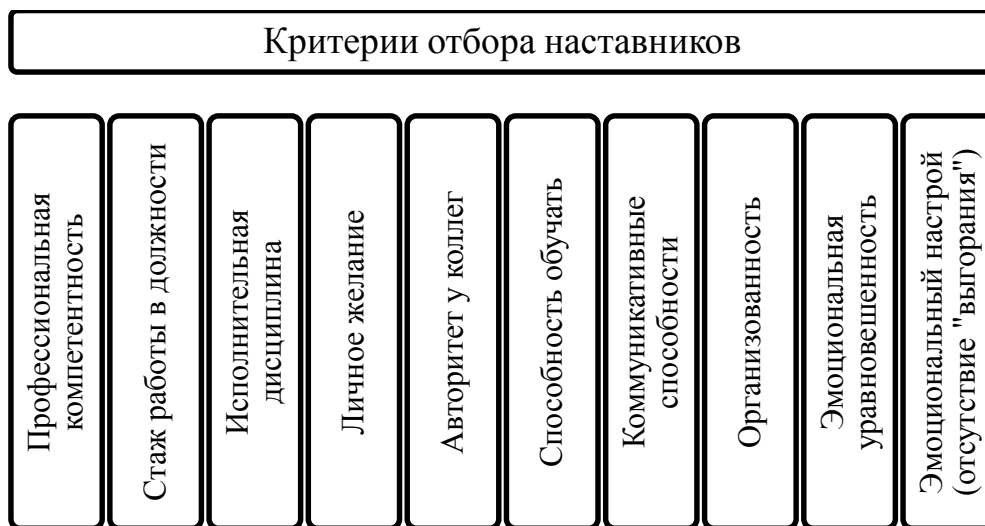 Критерии отбора наставников
Профессиональная
компетентность
Стаж работы в должности
Исполнительная
дисциплина
Личное желание
Авторитет у коллег
Способность обучать
Коммуникативные
способности
Организованность
Эмоциональная
уравновешенность
Эмоциональный настрой
(отсутствие "выгорания")